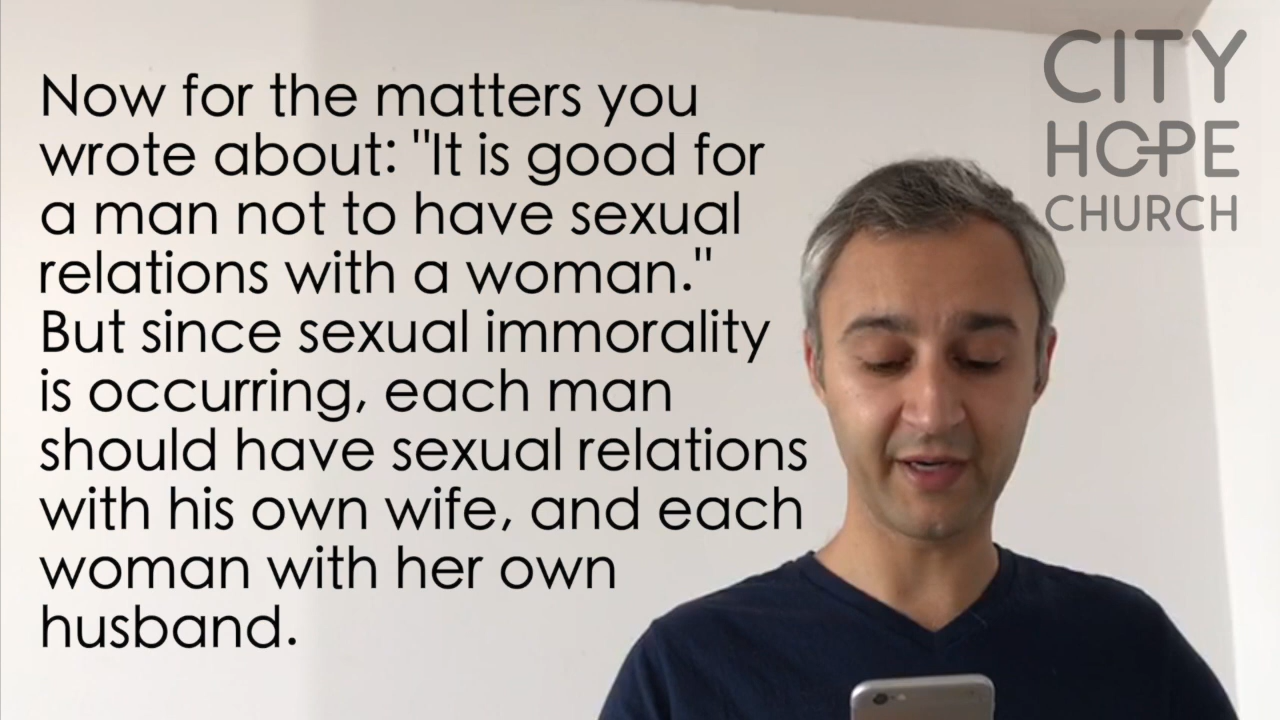 Now for the matters you
wrote about: "It is good for
a man not to have sexual
relations with a woman."
But since sexual immorality
is occurring, each man
should have sexual relations
with his own wife, and each
woman with her own
husband.
CITY
HOPE
CHURCH